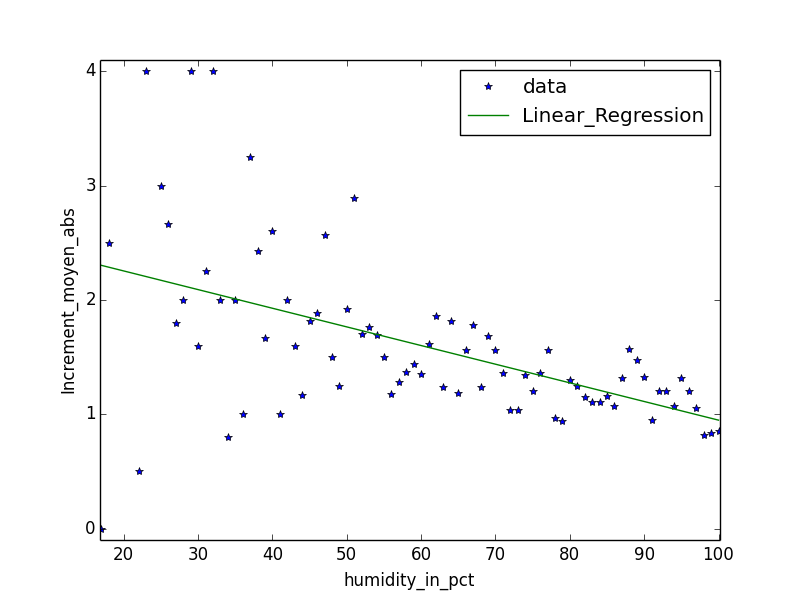 data
Linear_Regression
Increment_moyen_abs
4
3
2
1
0
20 30 40 50 60 70 80 90 100
humidity_in_pct